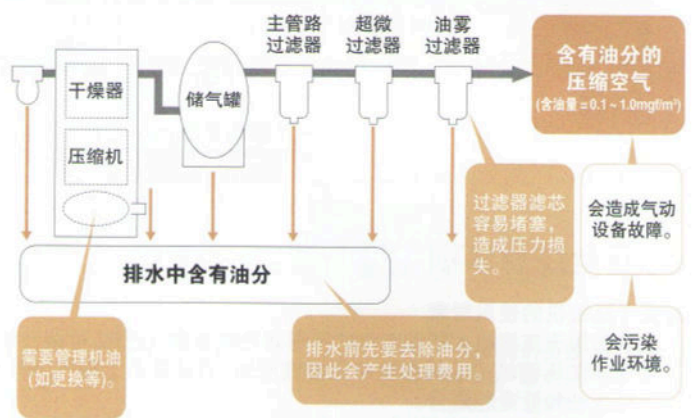 主管路
过滤器
超微
过滤器
油雾
过滤器
干燥器
储气罐
压缩机
含有油分的
压缩空气
(含油量=0.1~1.0mgf/m³)
过滤器滤芯
容易堵塞，
造成压力损
失。
会造成气动
设备故障。
排水中含有油分
需要管理机油
(如更换等)。
排水前先要去除油分，
因此会产生处理费用。
会污染
作业环境。